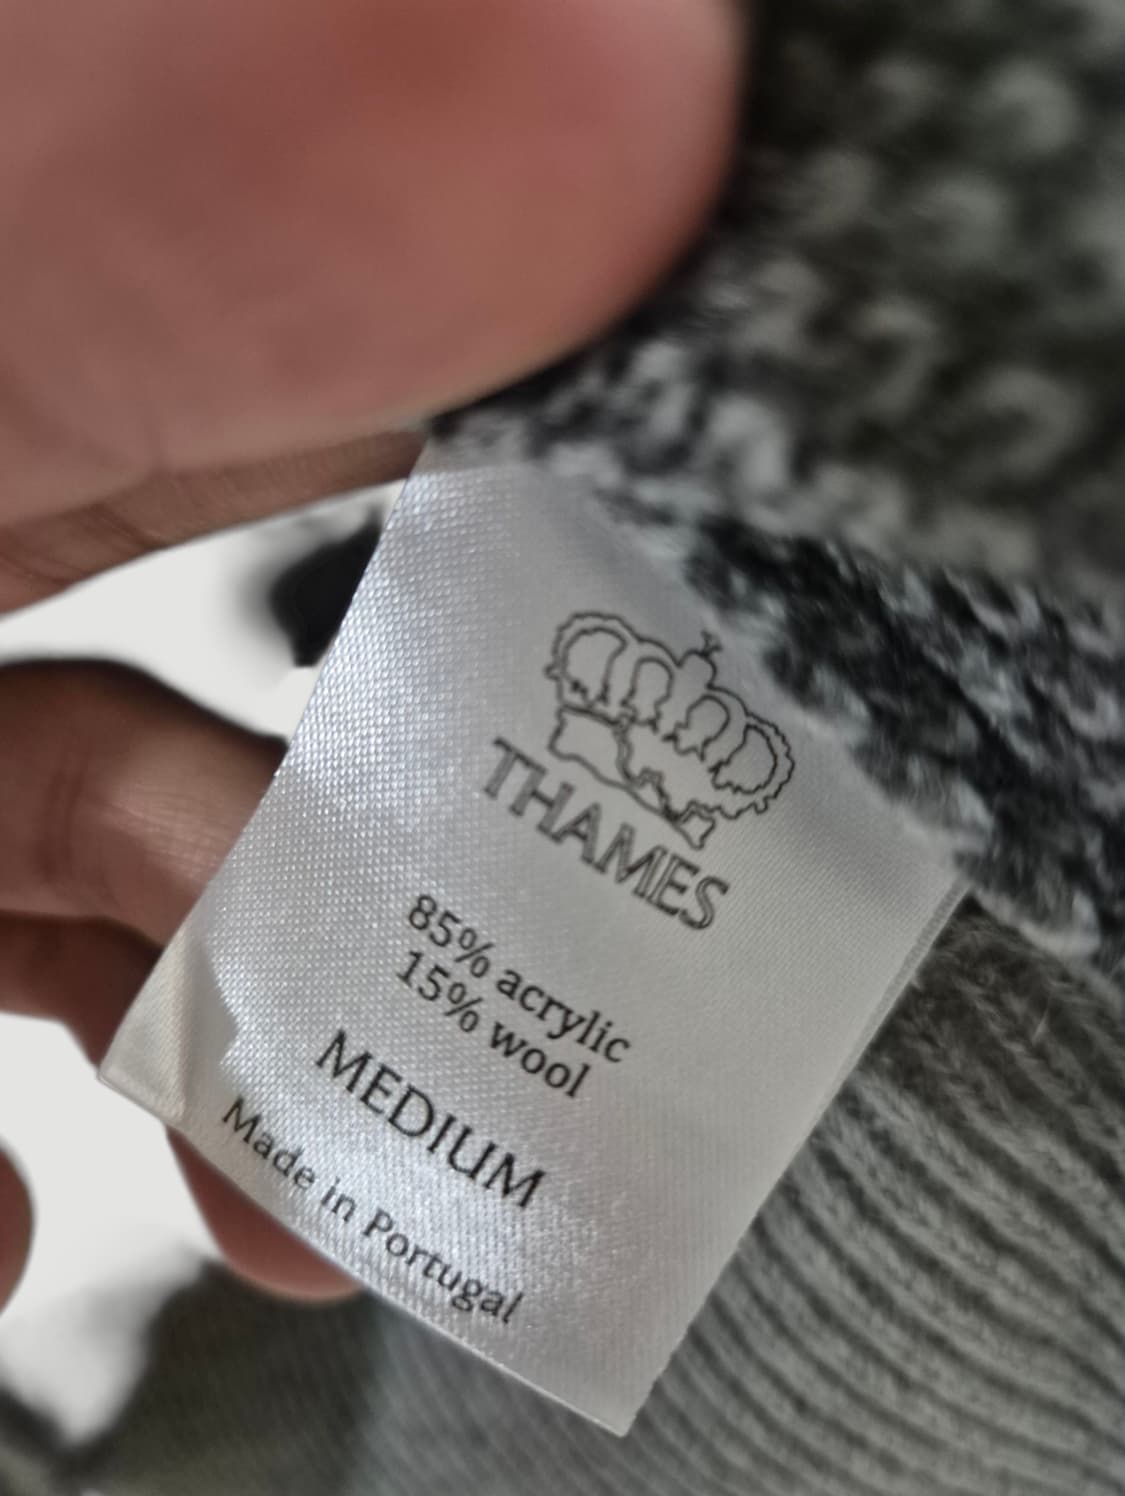 THAMES
85% acrylic
15% wool
MEDIUM
Made in Portugal